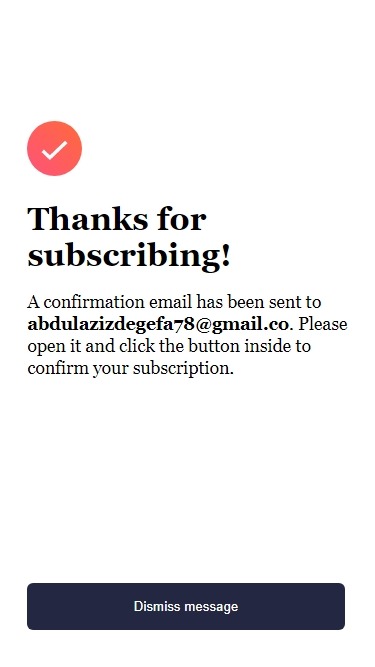 Thanks for
subscribing!
A confirmation email has been sent to
abdulazizdegefa78@gmail.co. Please
open it and click the button inside to
confirm your subscription.
Dismiss message